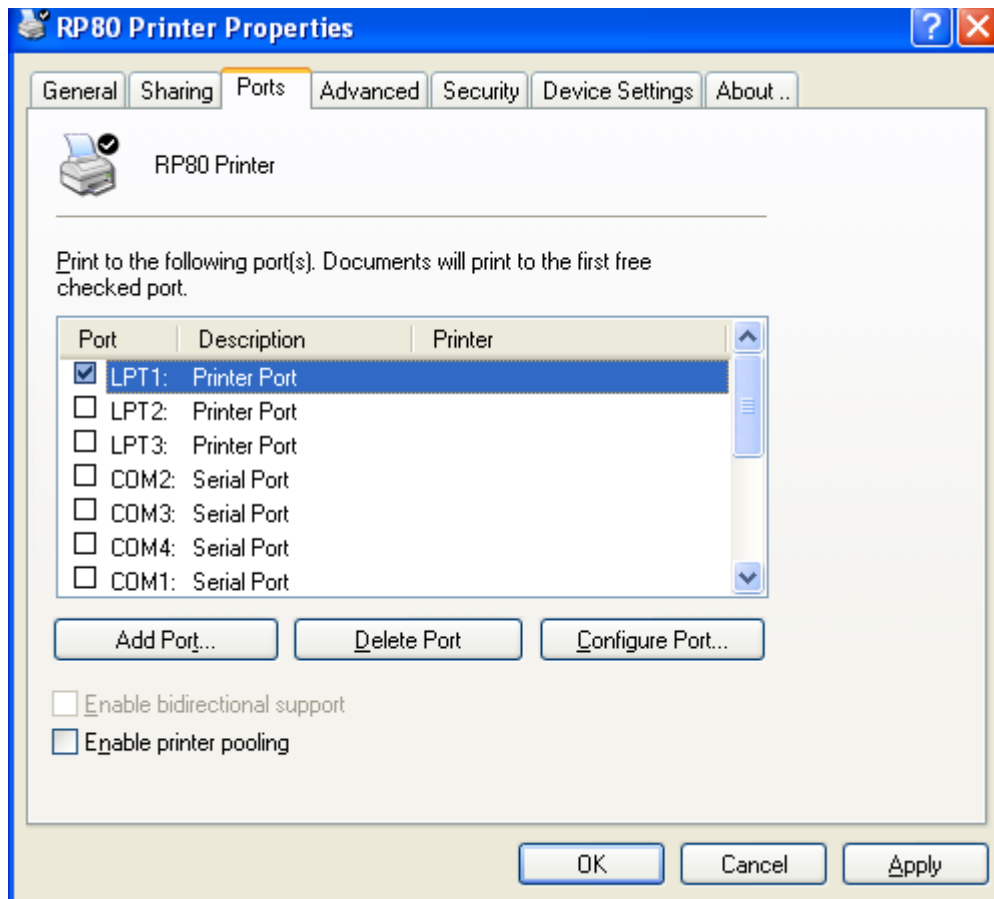 RP80 Printer Properties
General Sharing Ports Advanced Security Device Settings About ..
RP80 Printer
Print to the following port(s). Documents will print to the first free
checked port.
Port Description Printer
LPT1: Printer Port
LPT2: Printer Port
LPT3: Printer Port
COM2: Serial Port
COM3: Serial Port
COM4: Serial Port
COM1: Serial Port
Add Port... Delete Port Configure Port...
Enable bidirectional support
Enable printer pooling
OK Cancel Apply